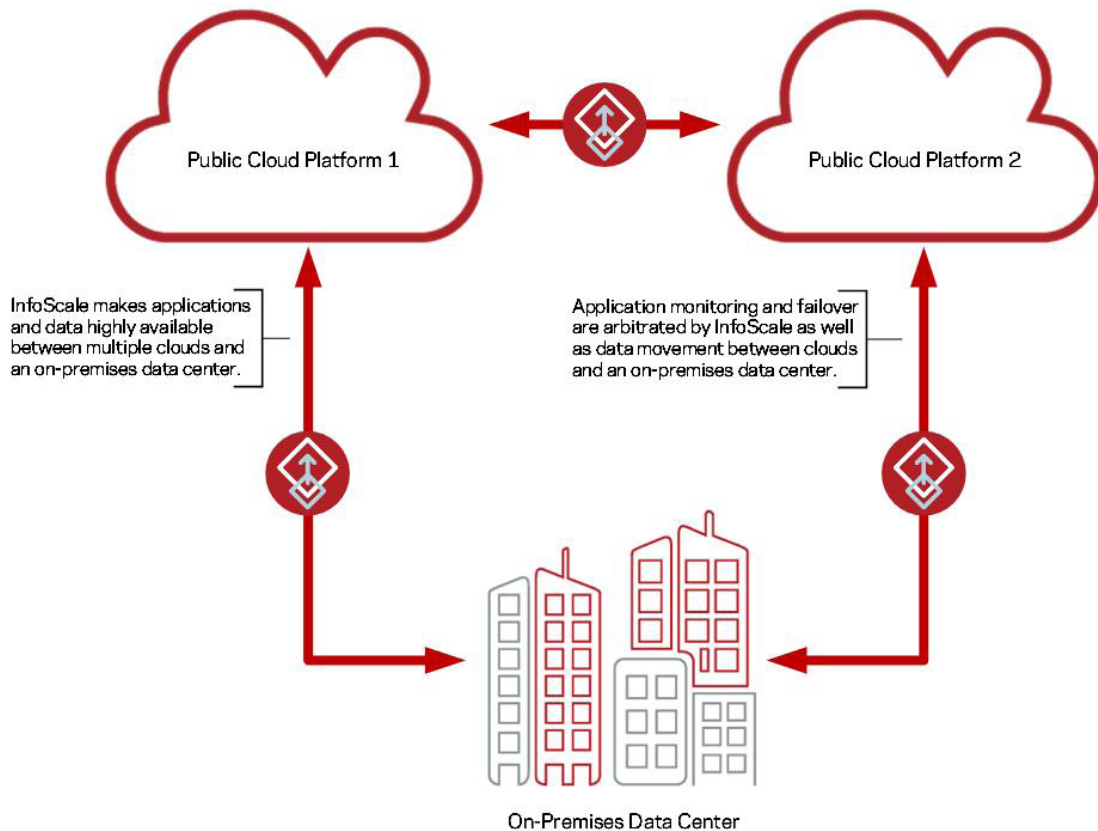 Public Cloud Platform 1
Public Cloud Platform 2
InfoScale makes applications
and data highly available
between multiple clouds and
an on-premises data center.
Application monitoring and failover
are arbitrated by InfoScale as well
as data movement between clouds
and an on-premises data center.
On-Premises Data Center